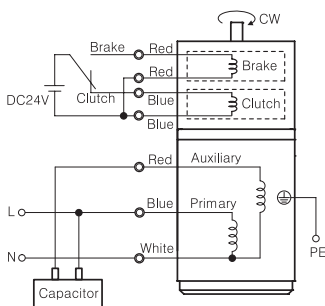 CW
Brake Red
Red
Brake
DC24V
Clutch
Blue
Clutch
Blue
Red Auxiliary
L Blue Primary
PE
N White
Capacitor